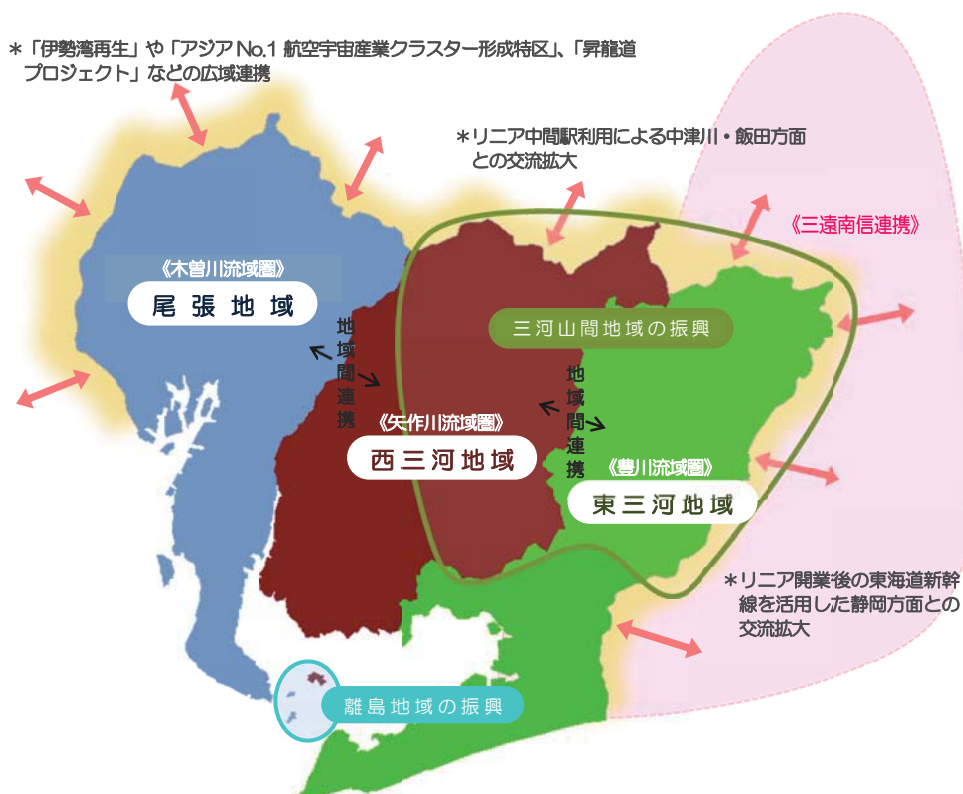 ＊「伊勢湾再生」や「アジア No.1 航空宇宙産業クラスター形成特区」、「昇龍道
プロジェクト」などの広域連携
＊リニア中間駅利用による中津川・飯田方面
との交流拡大
《三遠南信連携》
《木曽川流域圏》
尾張地域
三河山間地域の振興
地域間連携
地域間連携
《矢作川流域圏》
西三河地域
《豊川流域圏》
東三河地域
＊リニア開業後の東海道新幹
線を活用した静岡方面との
交流拡大
離島地域の振興